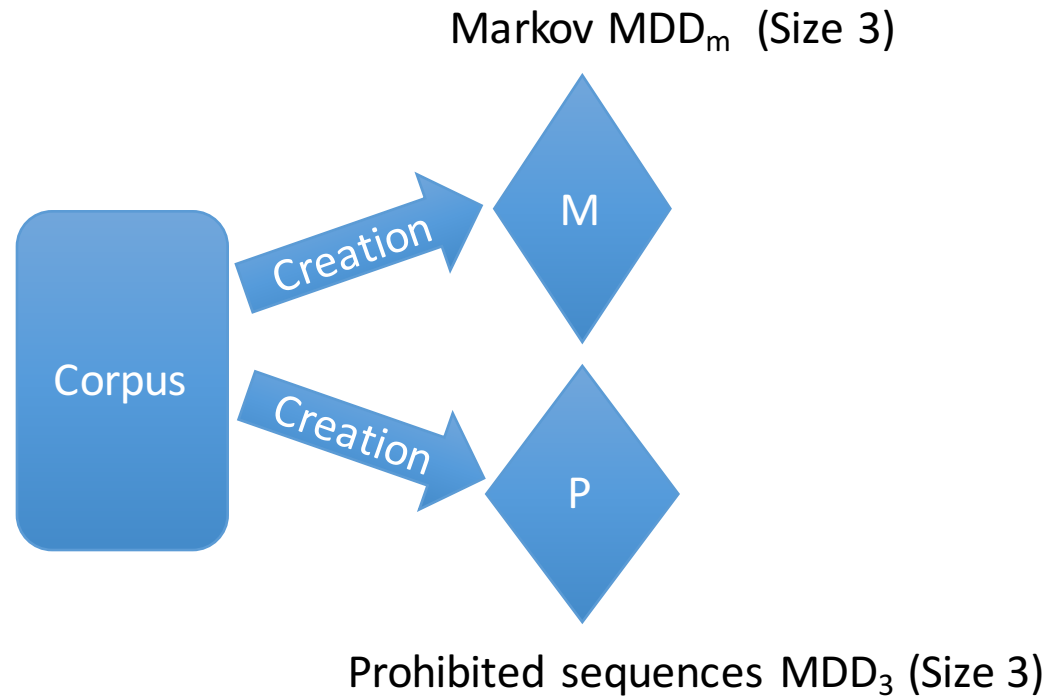 Markov MDDm (Size 3)
M
Creation
Corpus
Creation
P
Prohibited sequences MDD3 (Size 3)